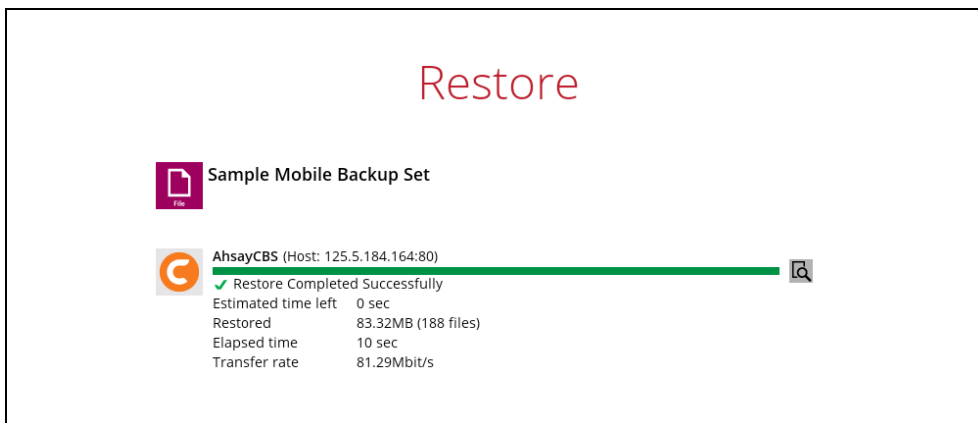 Restore
Sample Mobile Backup Set
File
AhsayCBS (Host: 125.5.184.164:80)
Restore Completed Successfully
Estimated time left 0 sec
Restored 83.32MB (188 files)
Elapsed time 10 sec
Transfer rate 81.29Mbit/s